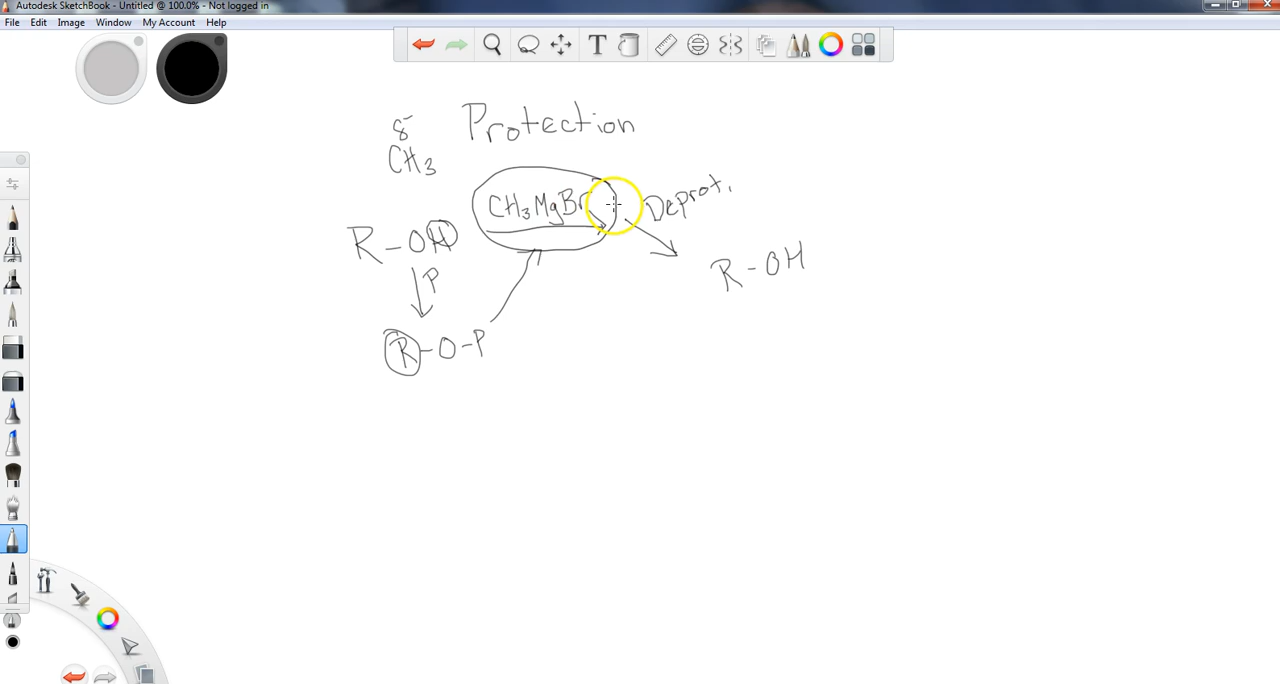 Autodesk SketchBook - Untitled @ 100.0% - Not logged in
File Edit Image Window My Account Help
T
Protection
δ-
CH3
CH3MgBr
Deprot.
R-OH
R-OH
P
R-O-P